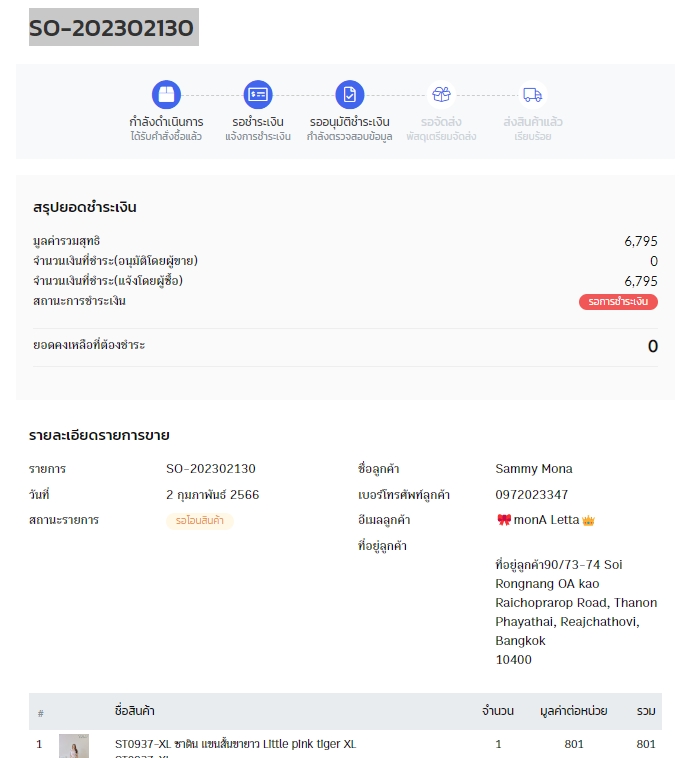 SO-202302130
กำลังดำเนินการ
ได้รับคำสั่งซื้อแล้ว
รอชำระเงิน
แจ้งการชำระเงิน
รออนุมัติชำระเงิน
กำลังตรวจสอบข้อมูล
รอจัดส่ง
พัสดุเตรียมจัดส่ง
ส่งสินค้าแล้ว
เรียบร้อย
สรุปยอดชำระเงิน
มูลค่ารวมสุทธิ 6,795
จำนวนเงินที่ชำระ(อนุมัติโดยผู้ขาย) 0
จำนวนเงินที่ชำระ(แจ้งโดยผู้ซื้อ) 6,795
สถานะการชำระเงิน รอการชำระเงิน
ยอดคงเหลือที่ต้องชำระ 0
รายละเอียดรายการขาย
รายการ SO-202302130
วันที่ 2 กุมภาพันธ์ 2566
สถานะรายการ รอโอนสินค้า
ชื่อลูกค้า Sammy Mona
เบอร์โทรศัพท์ลูกค้า 0972023347
อีเมลลูกค้า 🎀monA Letta👑
ที่อยู่ลูกค้า
ที่อยู่ลูกค้า90/73-74 Soi
Rongnang OA kao
Raichoprarop Road, Thanon
Phayathai, Reajchathovi,
Bangkok
10400
# ชื่อสินค้า จำนวน มูลค่าต่อหน่วย รวม
1 ST0937-XL ซาติน แขนสั้นขายาว Little pink tiger XL 1 801 801
ST0937-XL